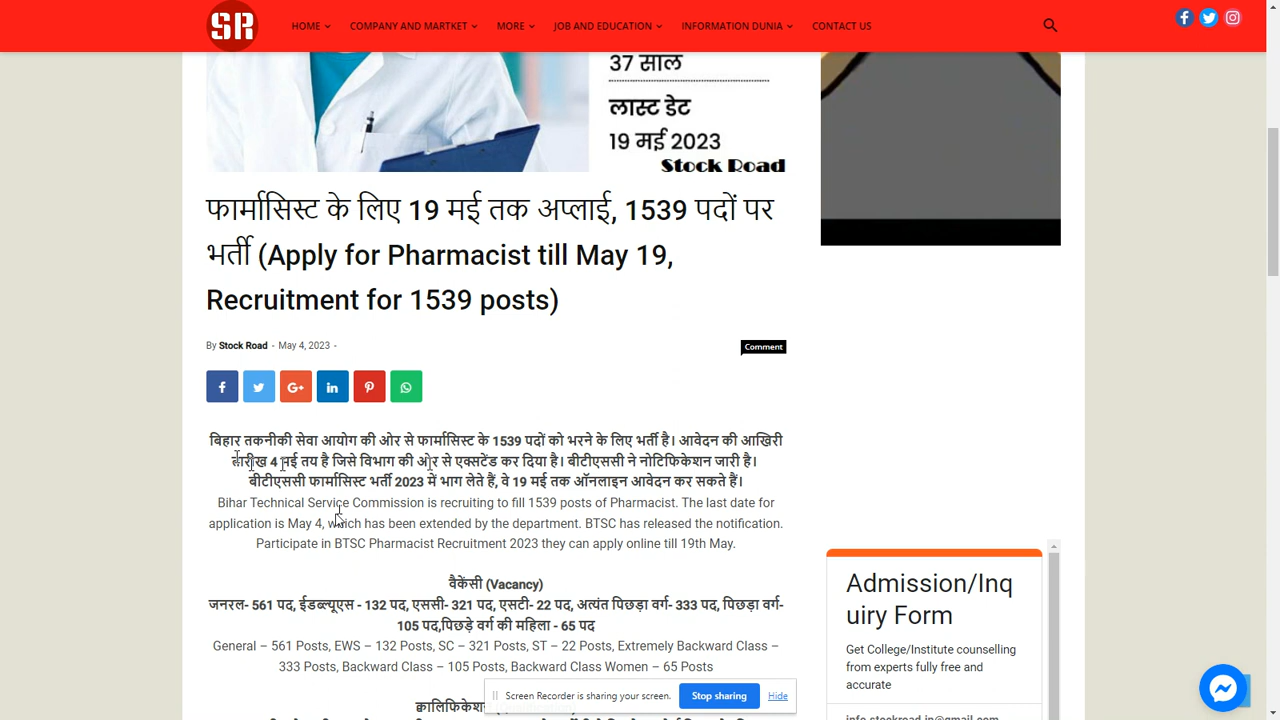 SR
HOME
COMPANY AND MARTKET
MORE
JOB AND EDUCATION
INFORMATION DUNIA
CONTACT US
37 साल
लास्ट डेट
19 मई 2023
Stock Road
फार्मासिस्ट के लिए 19 मई तक अप्लाई, 1539 पदों पर
भर्ती (Apply for Pharmacist till May 19,
Recruitment for 1539 posts)
By Stock Road - May 4, 2023 -
Comment
बिहार तकनीकी सेवा आयोग की ओर से फार्मासिस्ट के 1539 पदों को भरने के लिए भर्ती है। आवेदन की आखिरी
तारीख 4 मई तय है जिसे विभाग की ओर से एक्सटेंड कर दिया है। बीटीएससी ने नोटिफिकेशन जारी है।
बीटीएससी फार्मासिस्ट भर्ती 2023 में भाग लेते हैं, वे 19 मई तक ऑनलाइन आवेदन कर सकते हैं।
Bihar Technical Service Commission is recruiting to fill 1539 posts of Pharmacist. The last date for
application is May 4, which has been extended by the department. BTSC has released the notification.
Participate in BTSC Pharmacist Recruitment 2023 they can apply online till 19th May.
वैकेंसी (Vacancy)
जनरल- 561 पद, ईडब्ल्यूएस - 132 पद, एससी- 321 पद, एसटी- 22 पद, अत्यंत पिछड़ा वर्ग- 333 पद, पिछड़ा वर्ग-
105 पद,पिछड़े वर्ग की महिला - 65 पद
General – 561 Posts, EWS – 132 Posts, SC – 321 Posts, ST – 22 Posts, Extremely Backward Class –
333 Posts, Backward Class – 105 Posts, Backward Class Women – 65 Posts
Admission/Inq
uiry Form
Get College/Institute counselling
from experts fully free and
accurate
info.stockroad.in@gmail.com
Screen Recorder is sharing your screen.
Stop sharing
Hide